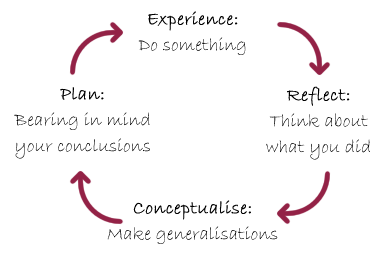 Experience:
Do something
Reflect:
Think about
what you did
Conceptualise:
Make generalisations
Plan:
Bearing in mind
your conclusions